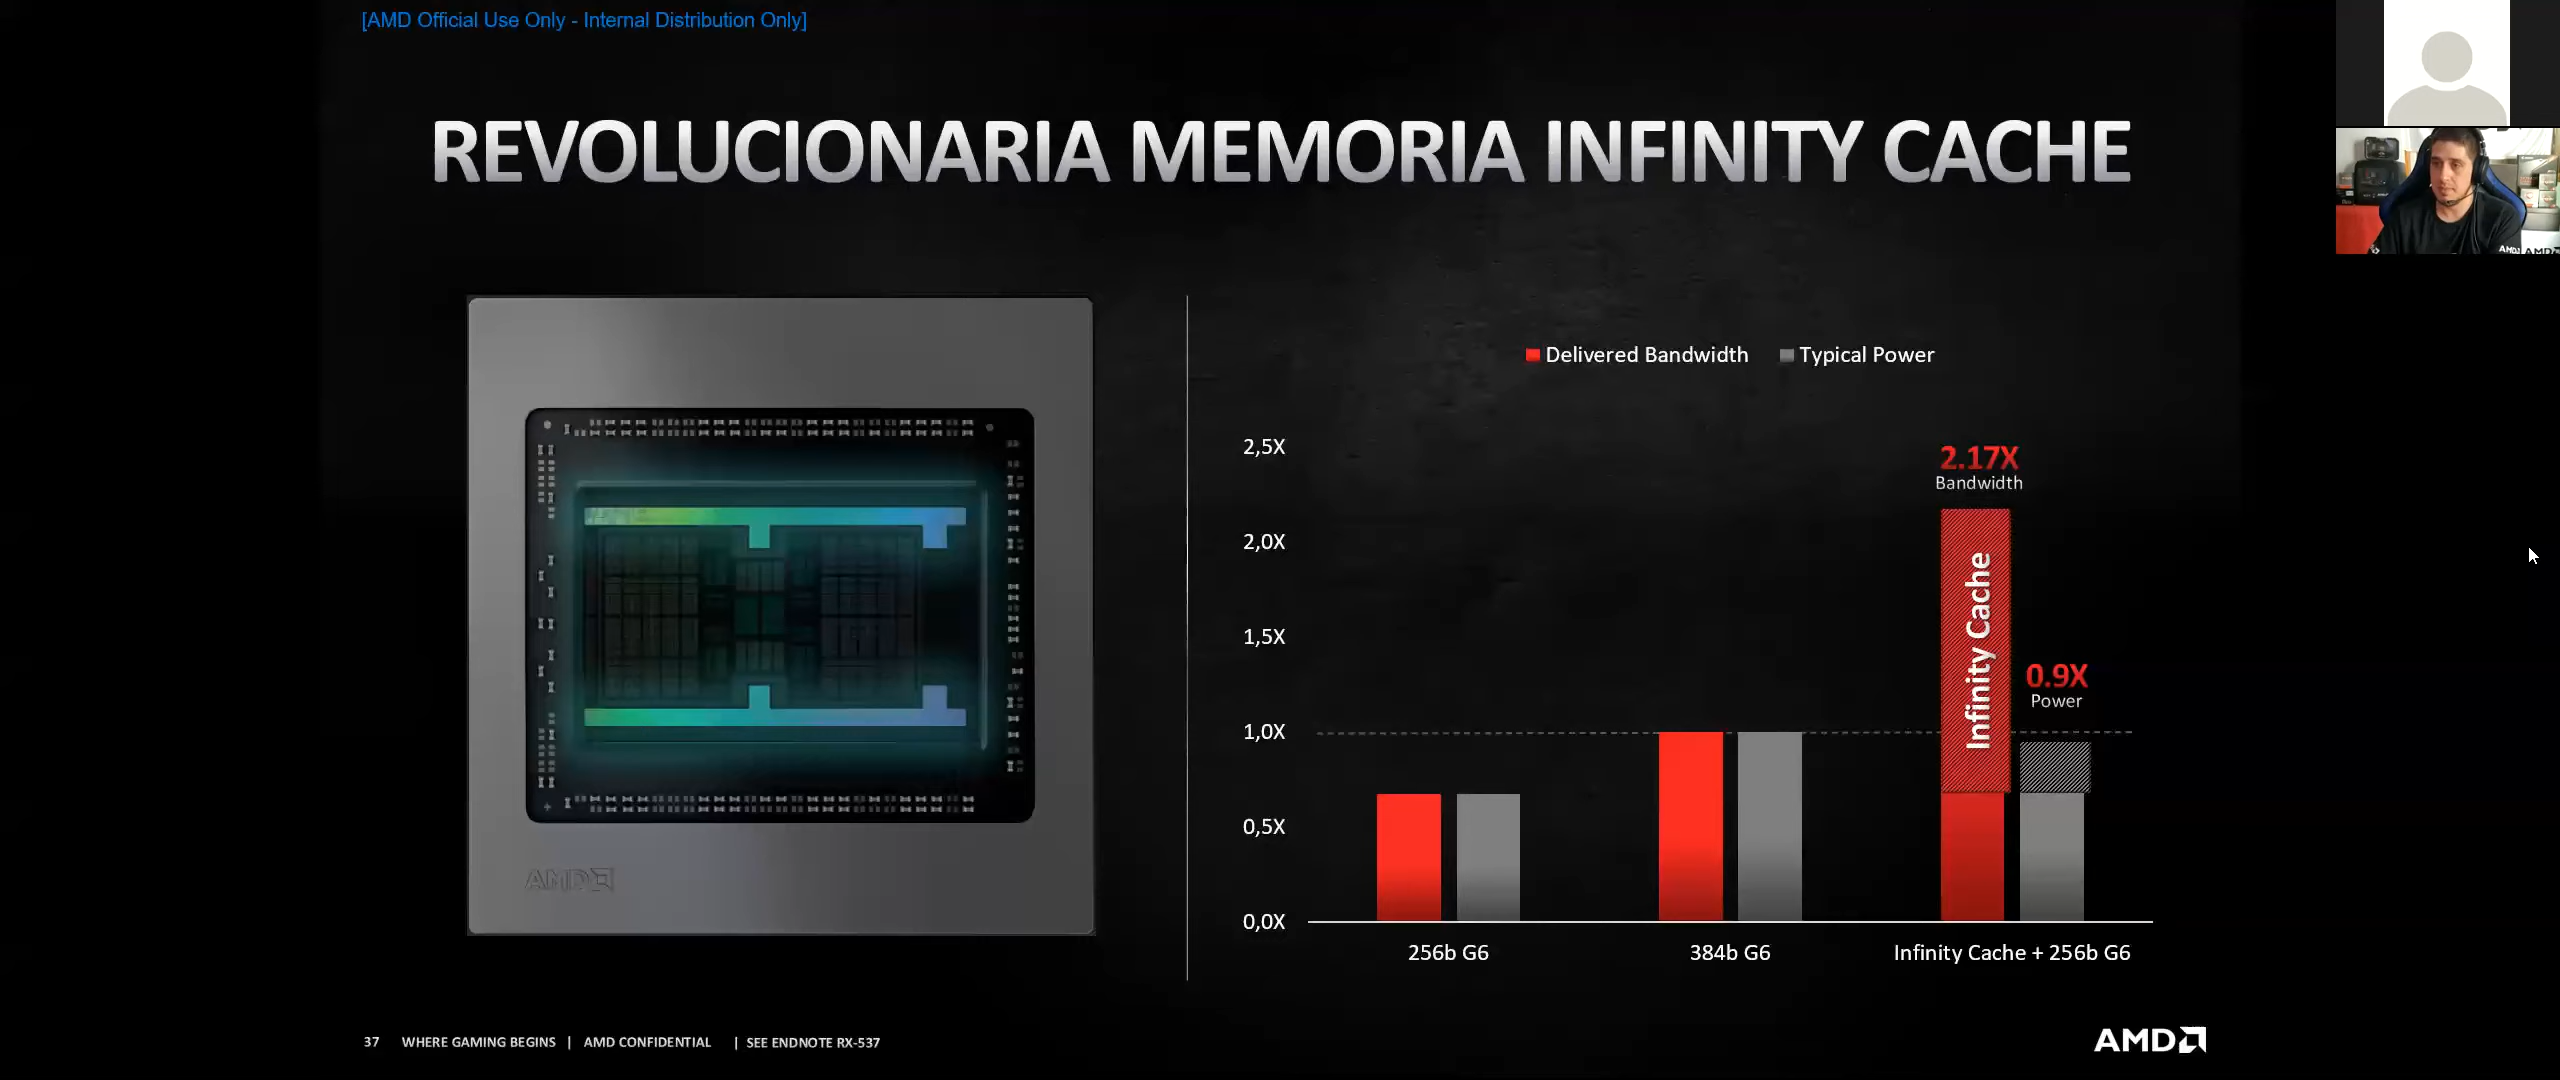 [AMD Official Use Only - Internal Distribution Only]
REVOLUCIONARIA MEMORIA INFINITY CACHE
AMD
Delivered Bandwidth Typical Power
2,5X
2,0X
1,5X
1,0X
0,5X
0,0X
2.17X
Bandwidth
Infinity Cache
0.9X
Power
256b G6
384b G6
Infinity Cache + 256b G6
37 WHERE GAMING BEGINS | AMD CONFIDENTIAL | SEE ENDNOTE RX-537
AMD
AMD
AMD